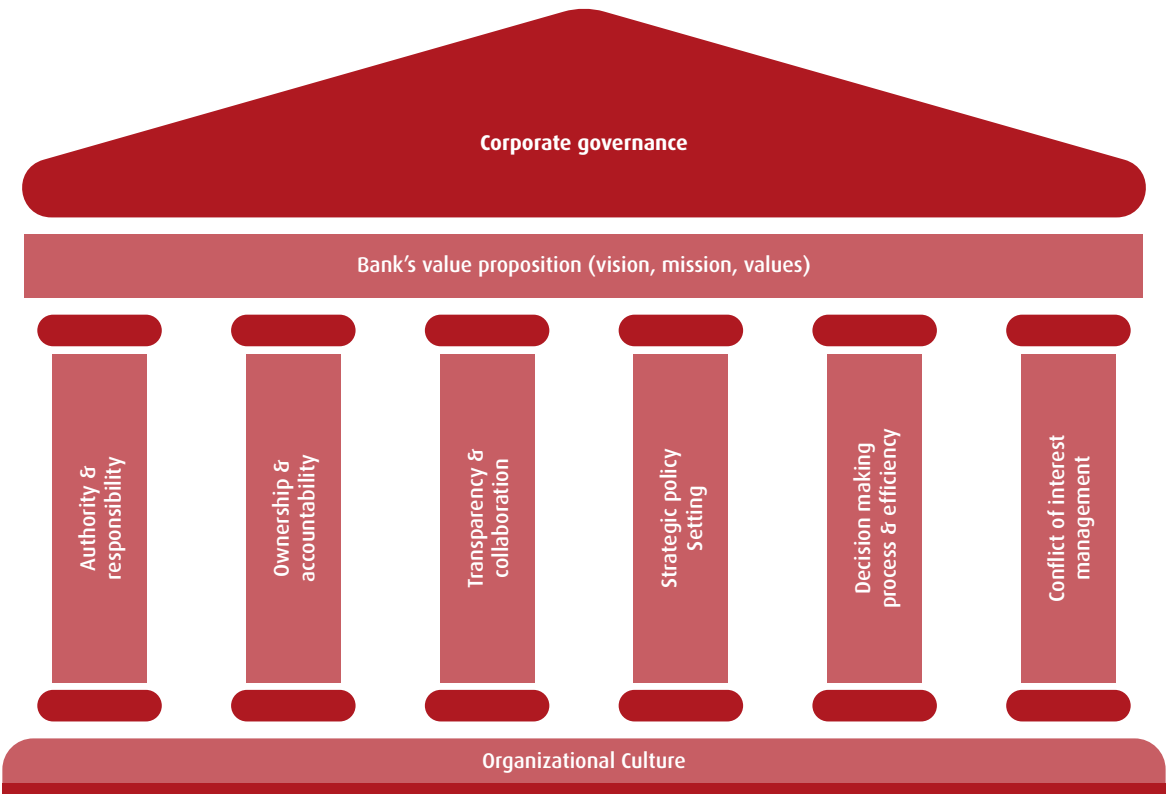 Corporate governance
Bank’s value proposition (vision, mission, values)
Authority &
responsibility
Ownership &
accountability
Transparency &
collaboration
Strategic policy
Setting
Decision making
process & efficiency
Conflict of interest
management
Organizational Culture